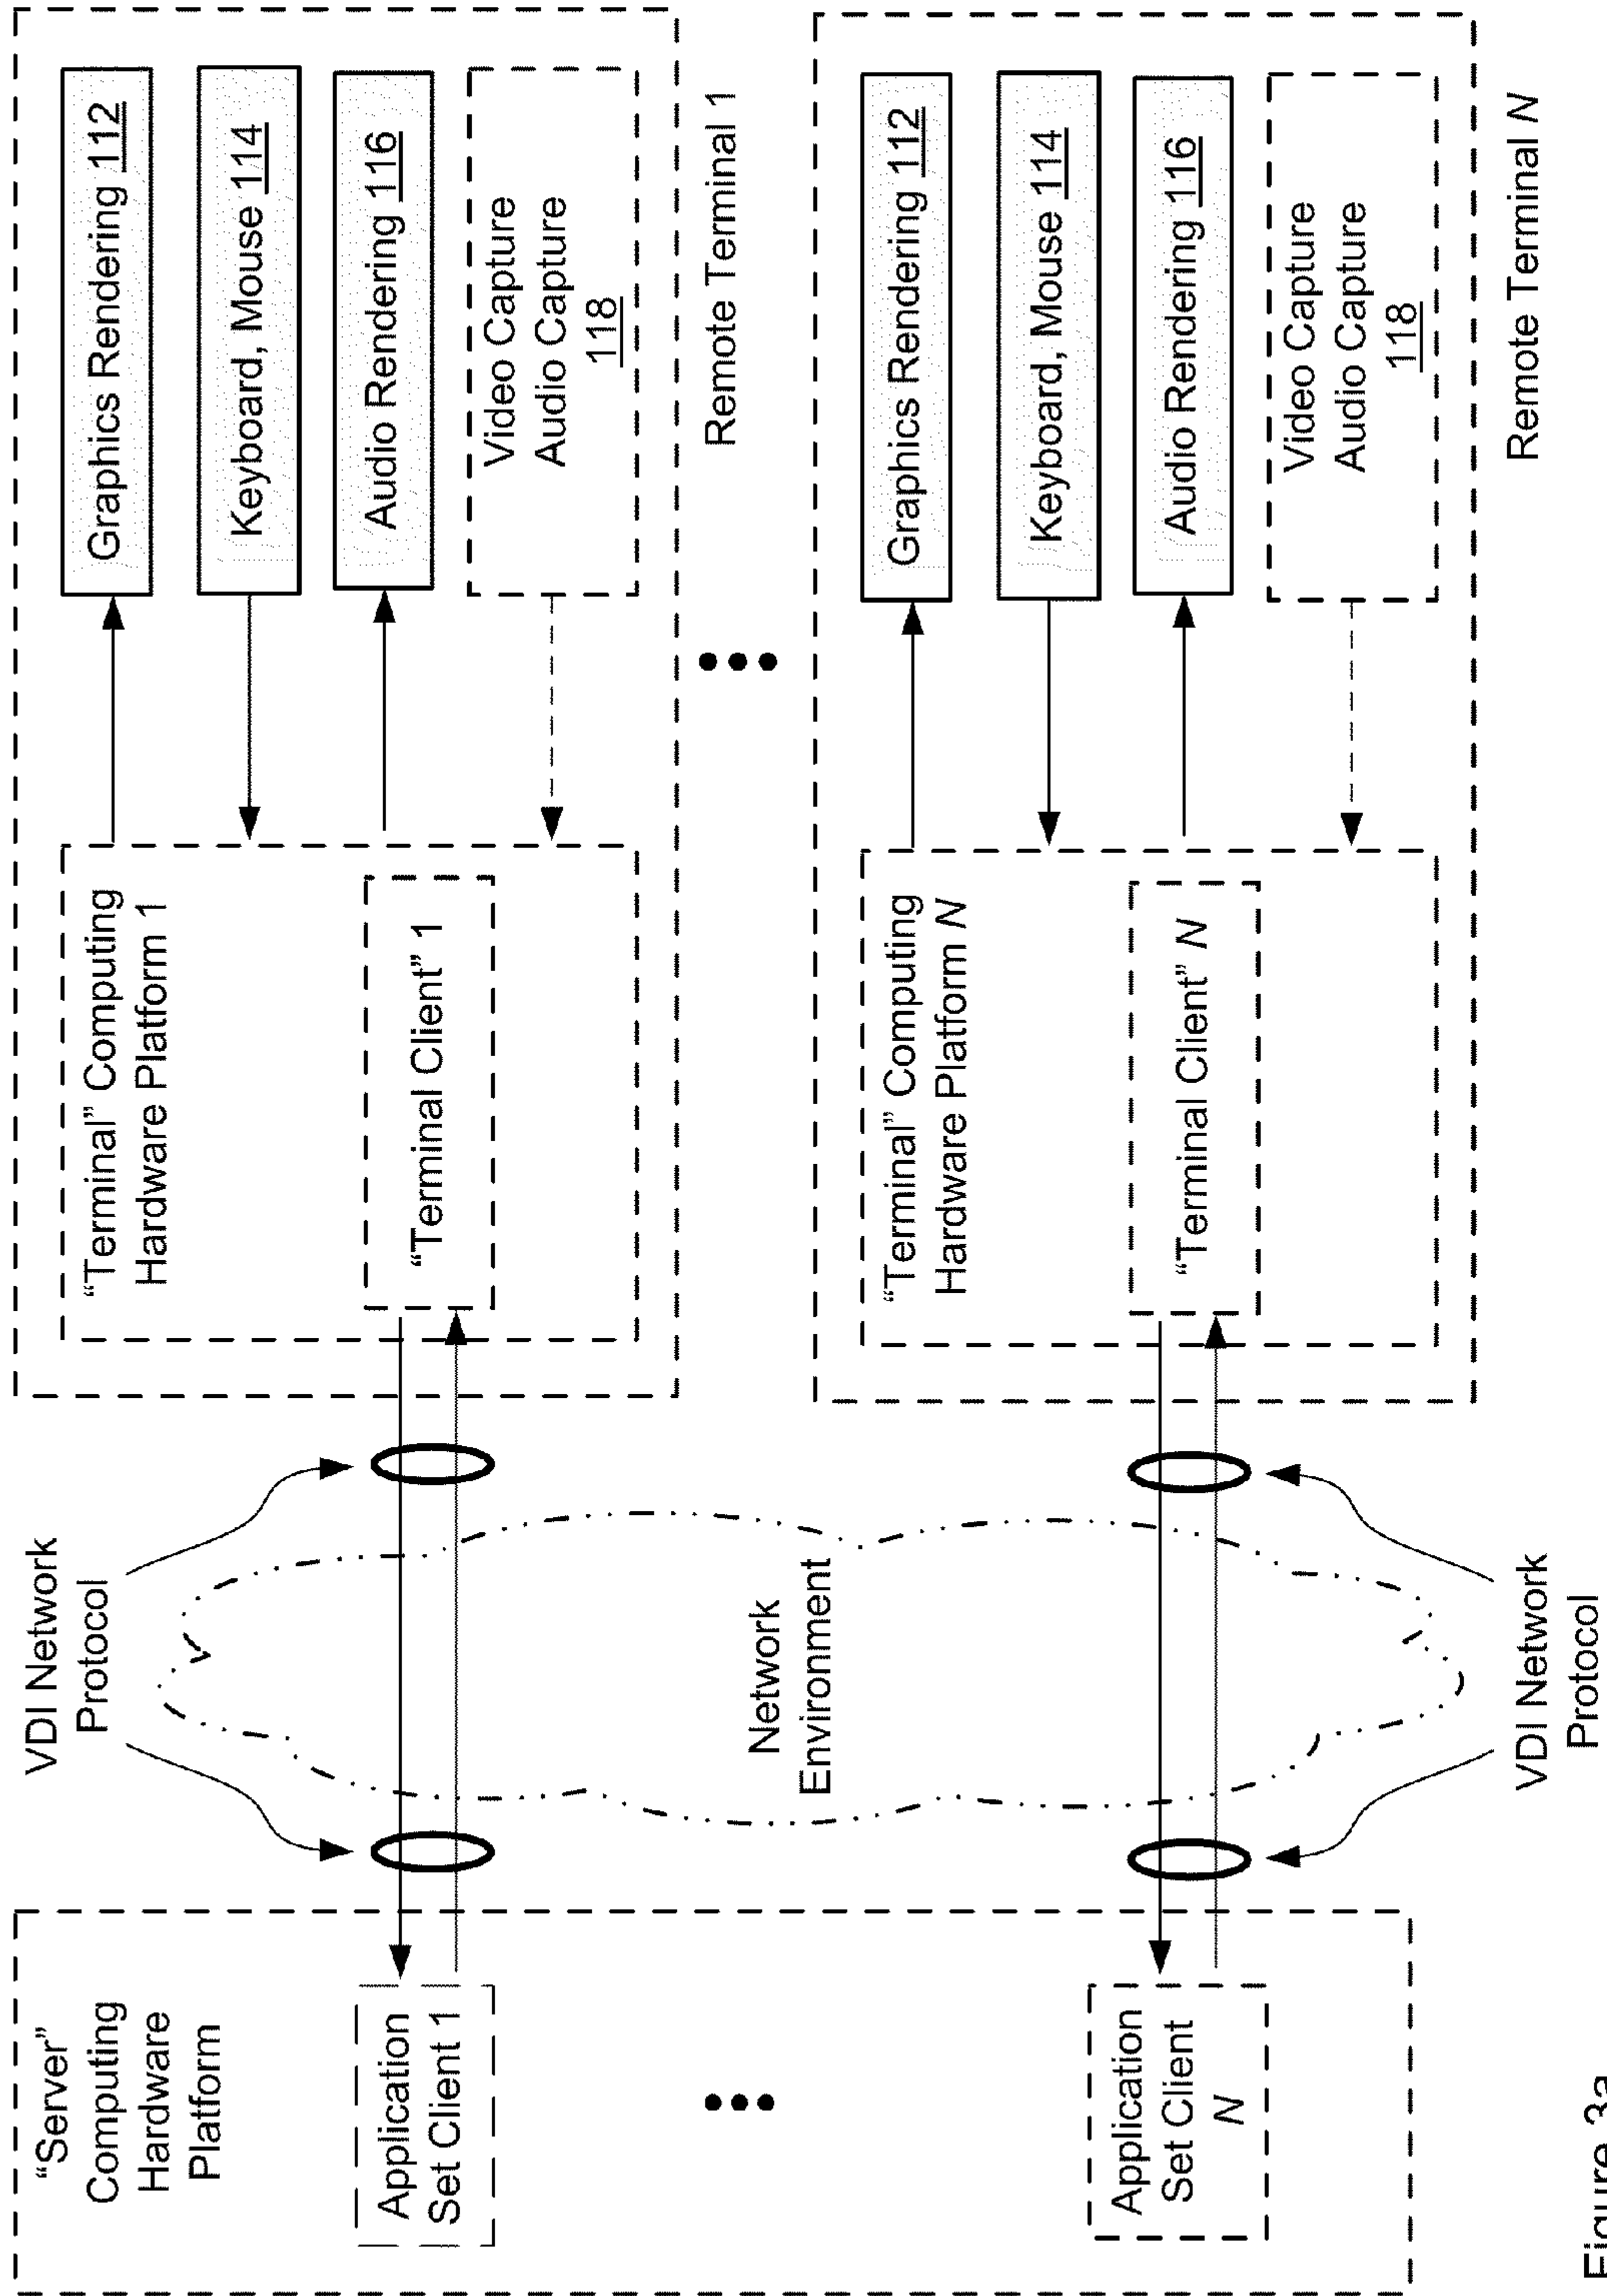 “Server”
Computing
Hardware
Platform
Application
Set Client 1
Application
Set Client
N
VDI Network
Protocol
Network
Environment
VDI Network
Protocol
“Terminal” Computing
Hardware Platform 1
“Terminal Client” 1
Graphics Rendering 112
Keyboard, Mouse 114
Audio Rendering 116
Video Capture
Audio Capture
118
Remote Terminal 1
“Terminal” Computing
Hardware Platform N
“Terminal Client” N
Graphics Rendering 112
Keyboard, Mouse 114
Audio Rendering 116
Video Capture
Audio Capture
118
Remote Terminal N
Figure 3a